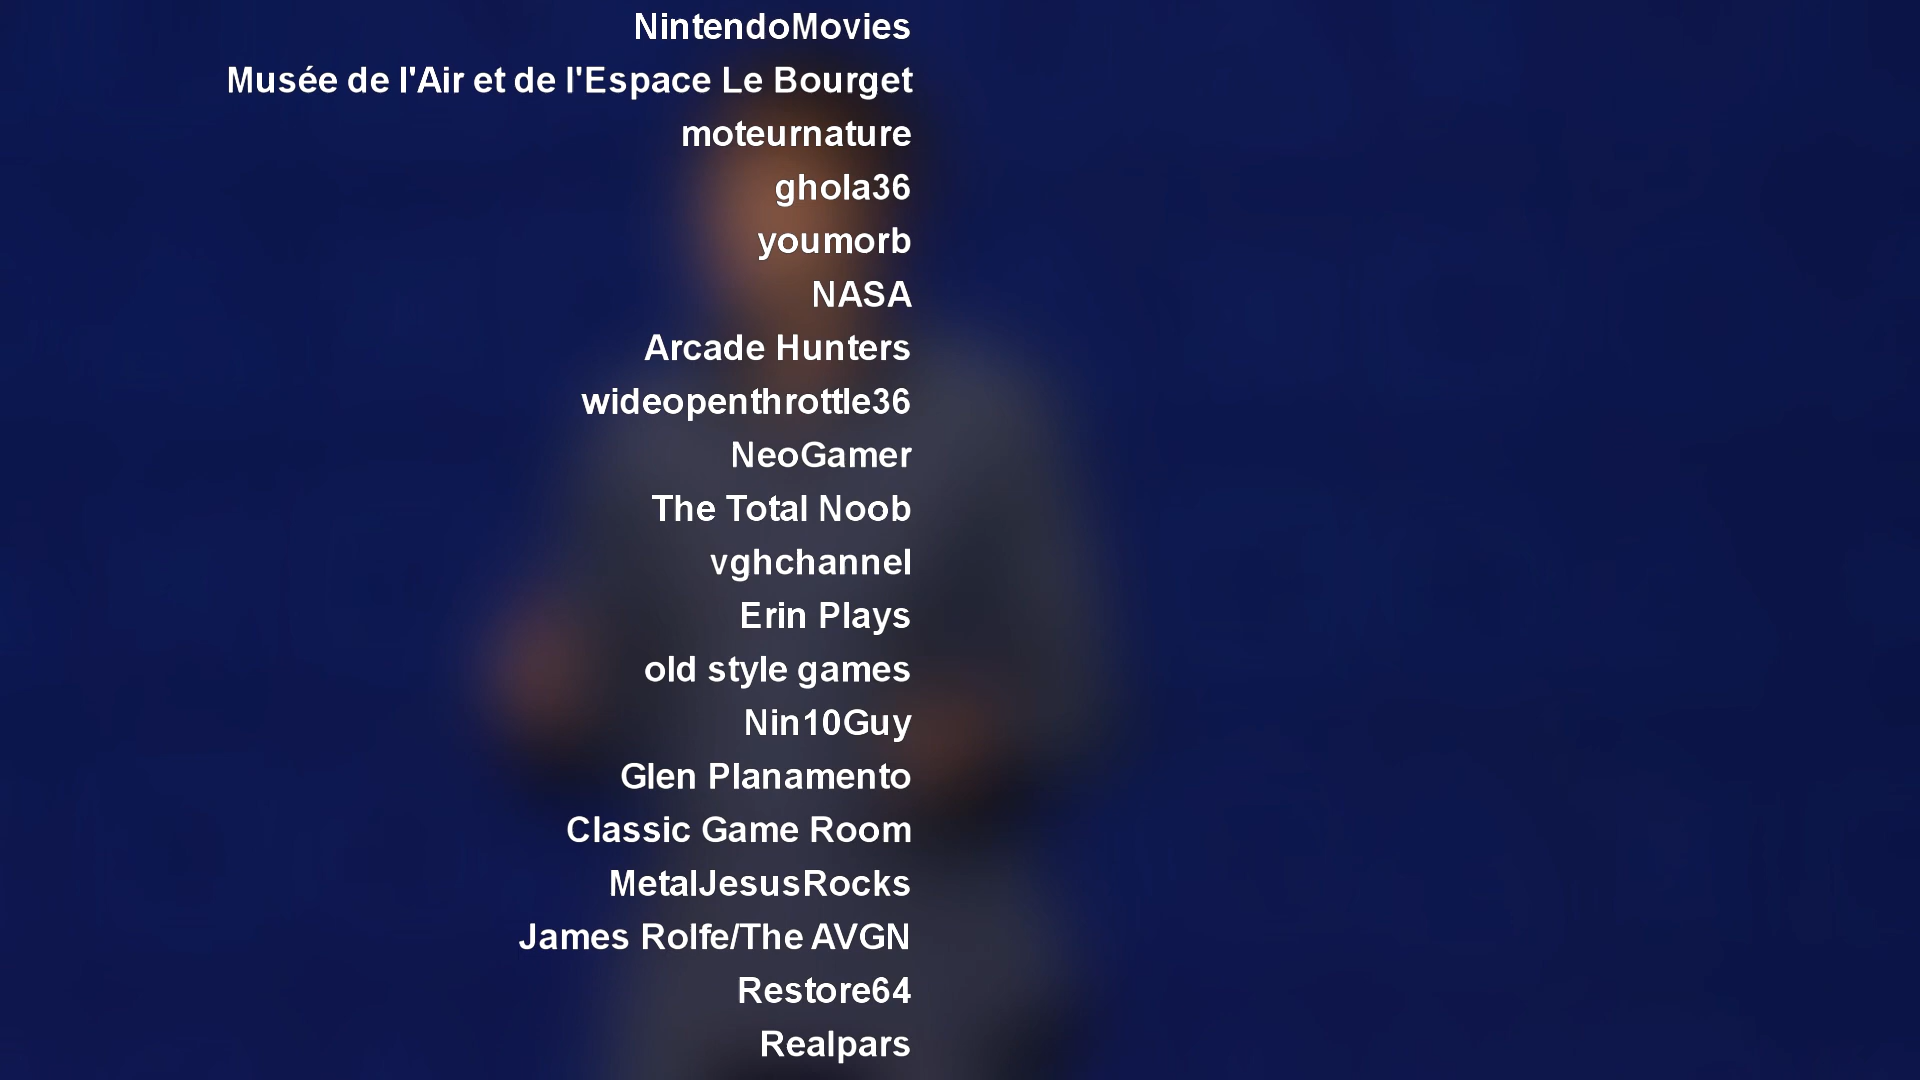 NintendoMovies
Musée de l'Air et de l'Espace Le Bourget
moteurnature
ghola36
youmorb
NASA
Arcade Hunters
wideopenthrottle36
NeoGamer
The Total Noob
vghchannel
Erin Plays
old style games
Nin10Guy
Glen Planamento
Classic Game Room
MetalJesusRocks
James Rolfe/The AVGN
Restore64
Realpars